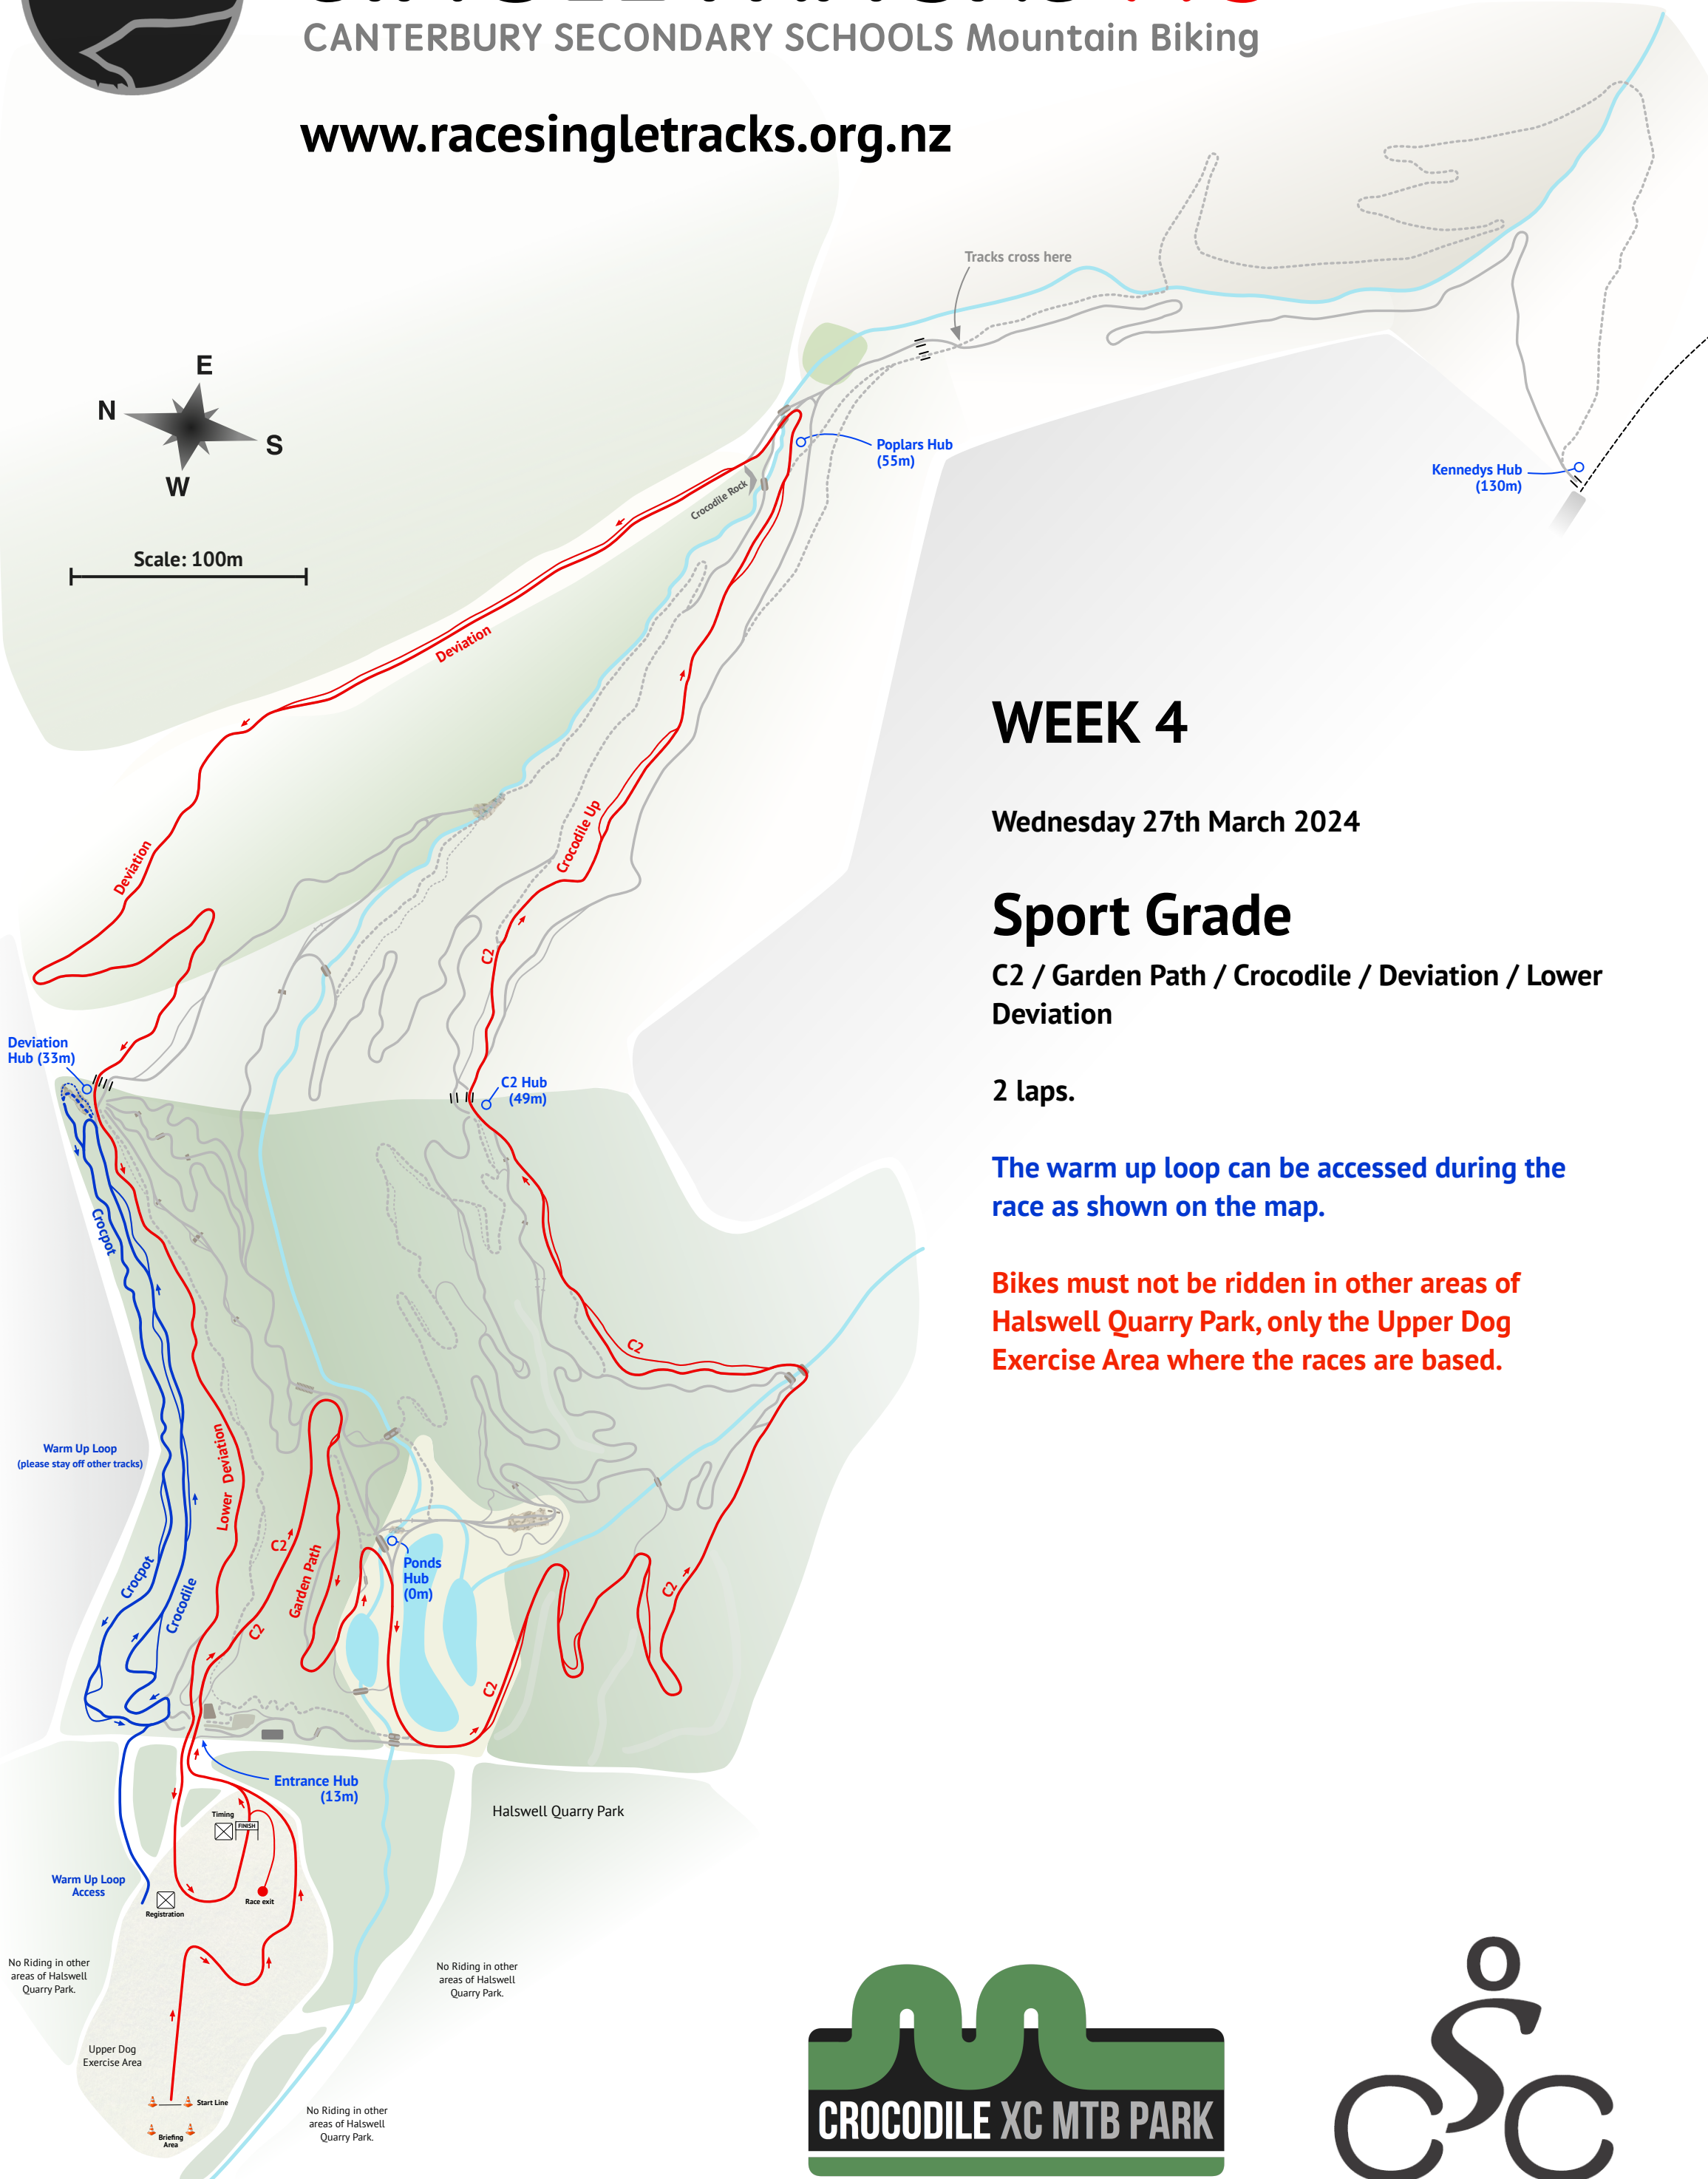 CANTERBURY SECONDARY SCHOOLS Mountain Biking
www.racesingletracks.org.nz
Tracks cross here
E
N
S
W
Poplars Hub
(55m)
Kennedys Hub
(130m)
Crocodile Rock
Scale: 100m
Deviation
WEEK 4
Wednesday 27th March 2024
Sport Grade
C2 / Garden Path / Crocodile / Deviation / Lower
Deviation
2 laps.
The warm up loop can be accessed during the
race as shown on the map.
Bikes must not be ridden in other areas of
Halswell Quarry Park, only the Upper Dog
Exercise Area where the races are based.
Crocodile Up
Deviation
C2
Deviation
Hub (33m)
C2 Hub
(49m)
Crocpot
C2
Warm Up Loop
(please stay off other tracks)
Lower Deviation
C2
Garden Path
Ponds
Hub
(0m)
Crocpot
Crocodile
C2
C2
C2
Entrance Hub
(13m)
Halswell Quarry Park
Timing
FINISH
Warm Up Loop
Access
Registration
Race exit
No Riding in other
areas of Halswell
Quarry Park.
No Riding in other
areas of Halswell
Quarry Park.
Upper Dog
Exercise Area
Start Line
Briefing
Area
No Riding in other
areas of Halswell
Quarry Park.
CROCODILE XC MTB PARK
CSC